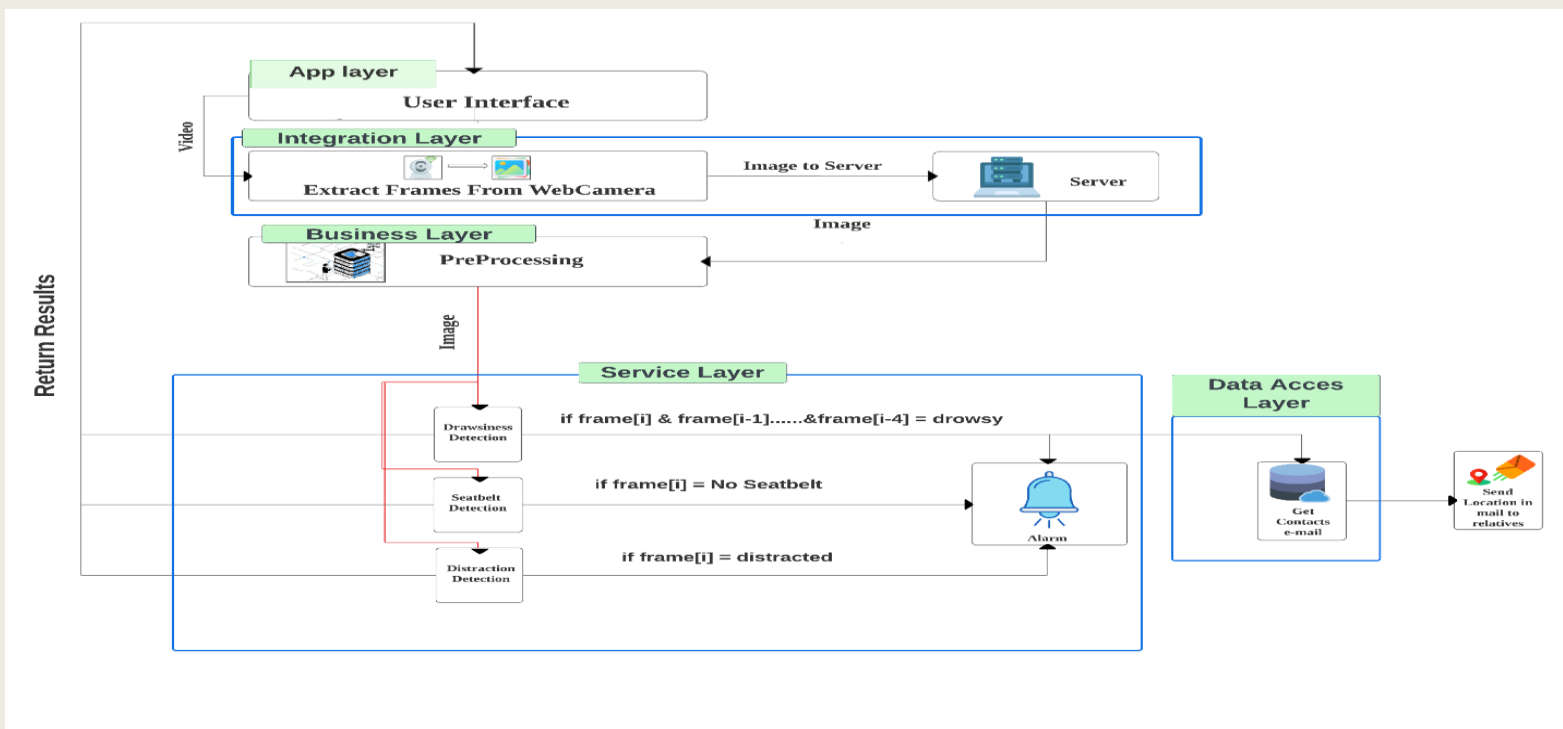 App layer
User Interface
Video
Integration Layer
Extract Frames From WebCamera
Image to Server
Server
Image
Business Layer
PreProcessing
Image
Return Results
Service Layer
Drawsiness
Detection
if frame[i] & frame[i-1]......&frame[i-4] = drowsy
Seatbelt
Detection
if frame[i] = No Seatbelt
Distraction
Detection
if frame[i] = distracted
Alarm
Data Acces
Layer
Get
Contacts
e-mail
Send
Location in
mail to
relatives